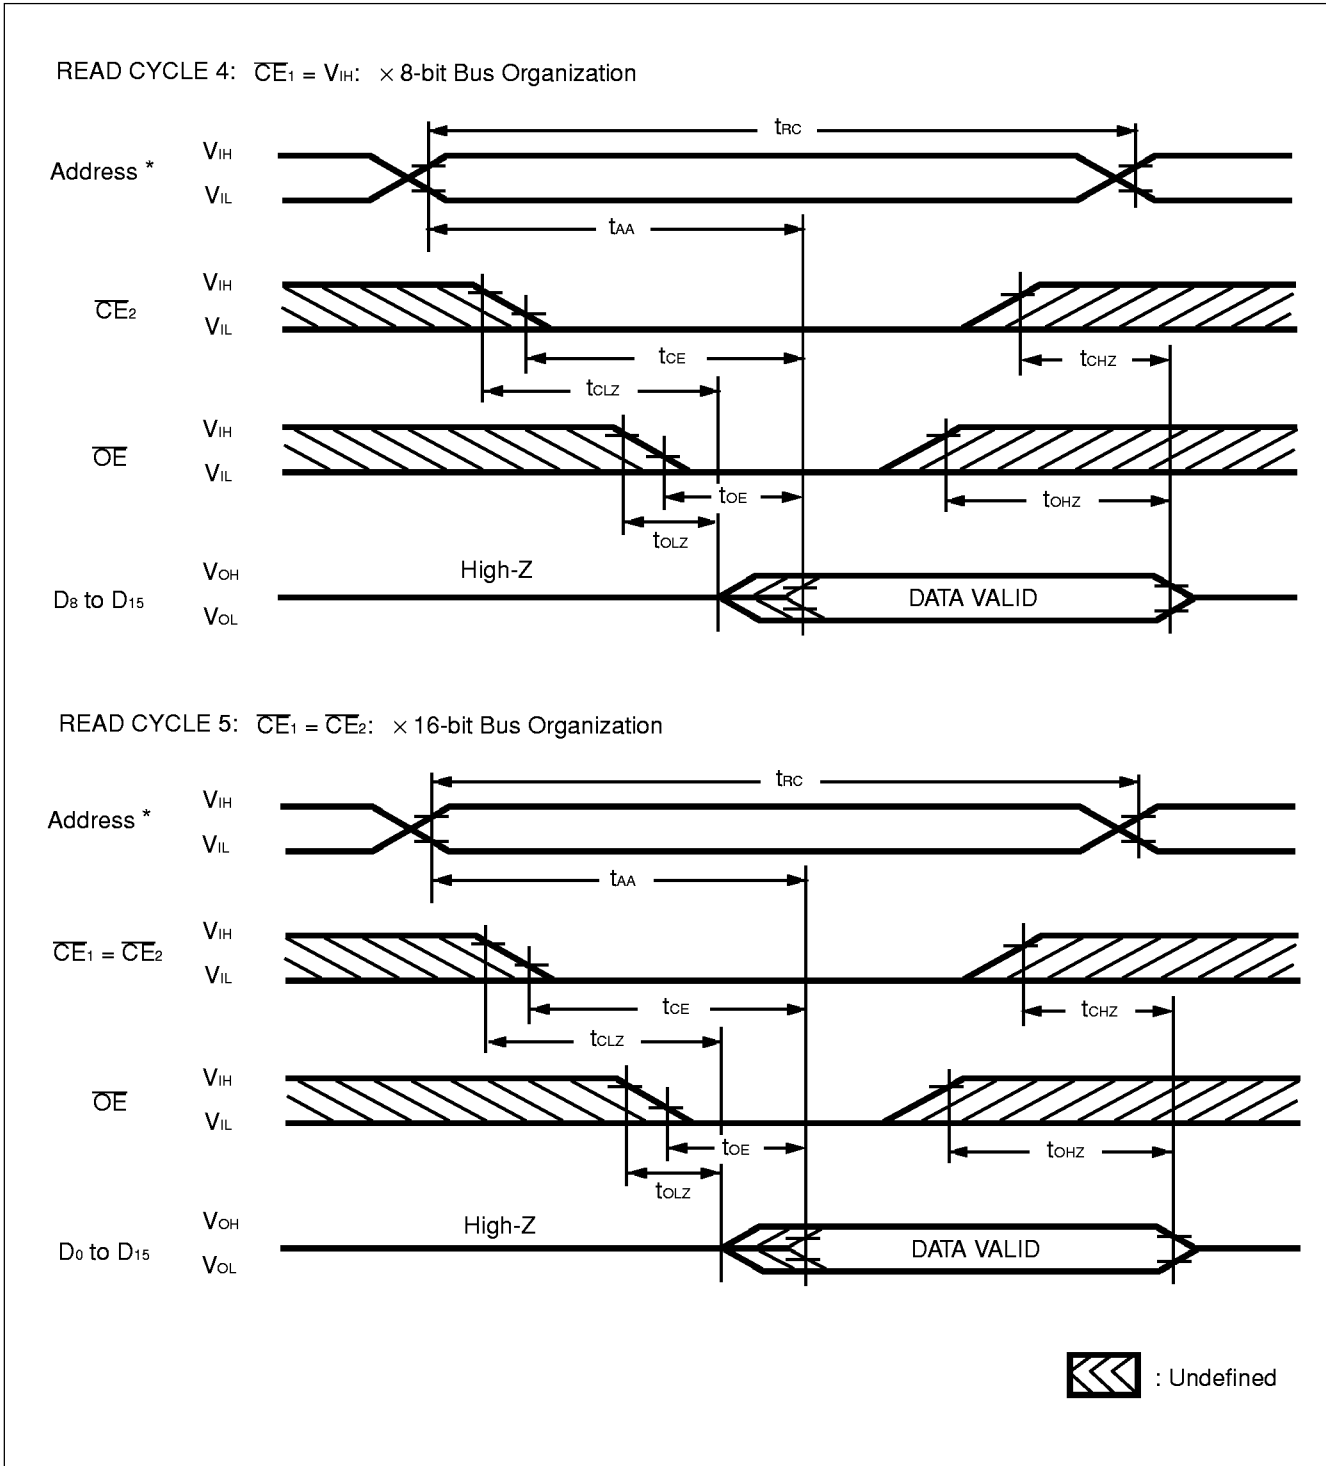 READ CYCLE 4: CE1 = VIH: × 8-bit Bus Organization
tRC
VIH
Address *
VIL
tAA
VIH
CE2
VIL
tCE
tCHZ
tCLZ
VIH
OE
VIL
tOE
tOHZ
tOLZ
High-Z
VOH
D8 to D15
DATA VALID
VOL
READ CYCLE 5: CE1 = CE2: × 16-bit Bus Organization
tRC
VIH
Address *
VIL
tAA
VIH
CE1 = CE2
VIL
tCE
tCHZ
tCLZ
VIH
OE
VIL
tOE
tOHZ
tOLZ
High-Z
VOH
D0 to D15
DATA VALID
VOL
: Undefined